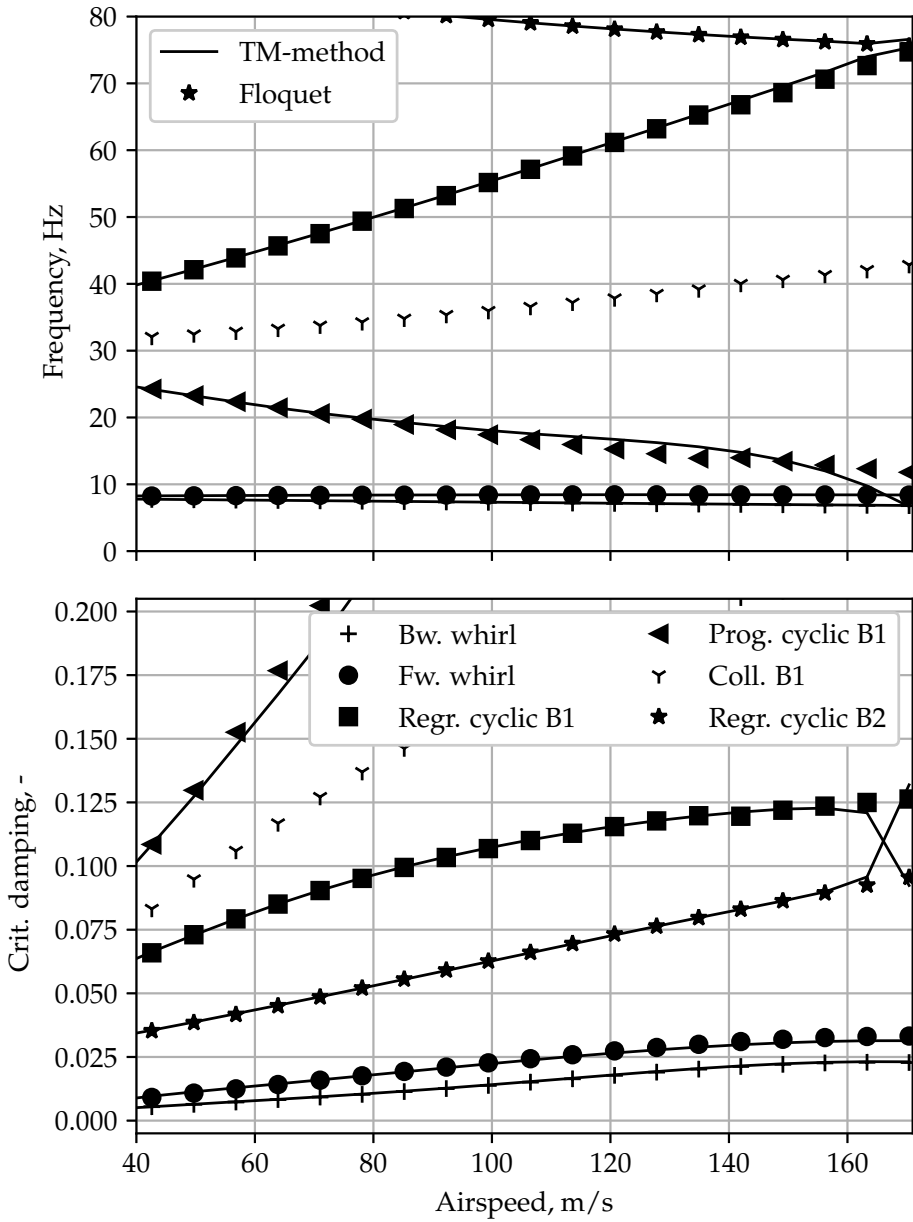 80
70
60
50
40
30
20
10
0
Frequency, Hz
TM-method
Floquet
0.200
0.175
0.150
0.125
0.100
0.075
0.050
0.025
0.000
Crit. damping, -
Bw. whirl
Fw. whirl
Regr. cyclic B1
Prog. cyclic B1
Coll. B1
Regr. cyclic B2
40 60 80 100 120 140 160
Airspeed, m/s